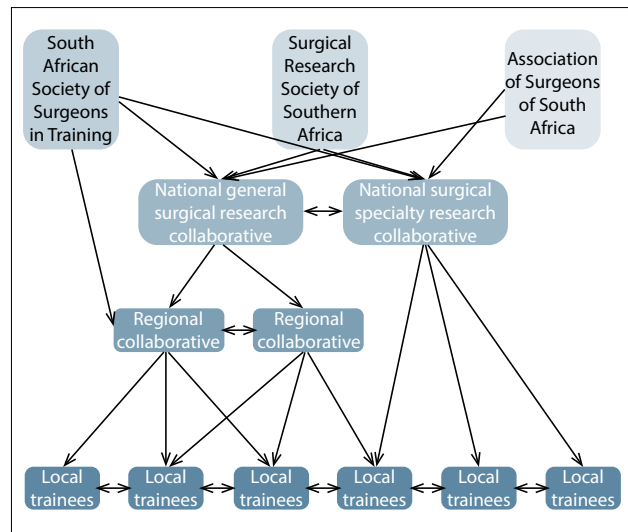 South
African
Society of
Surgeons
in Training
Surgical
Research
Society of
Southern
Africa
Association
of Surgeons
of South
Africa
National general
surgical research
collaborative
National surgical
specialty research
collaborative
Regional
collaborative
Regional
collaborative
Local
trainees
Local
trainees
Local
trainees
Local
trainees
Local
trainees
Local
trainees